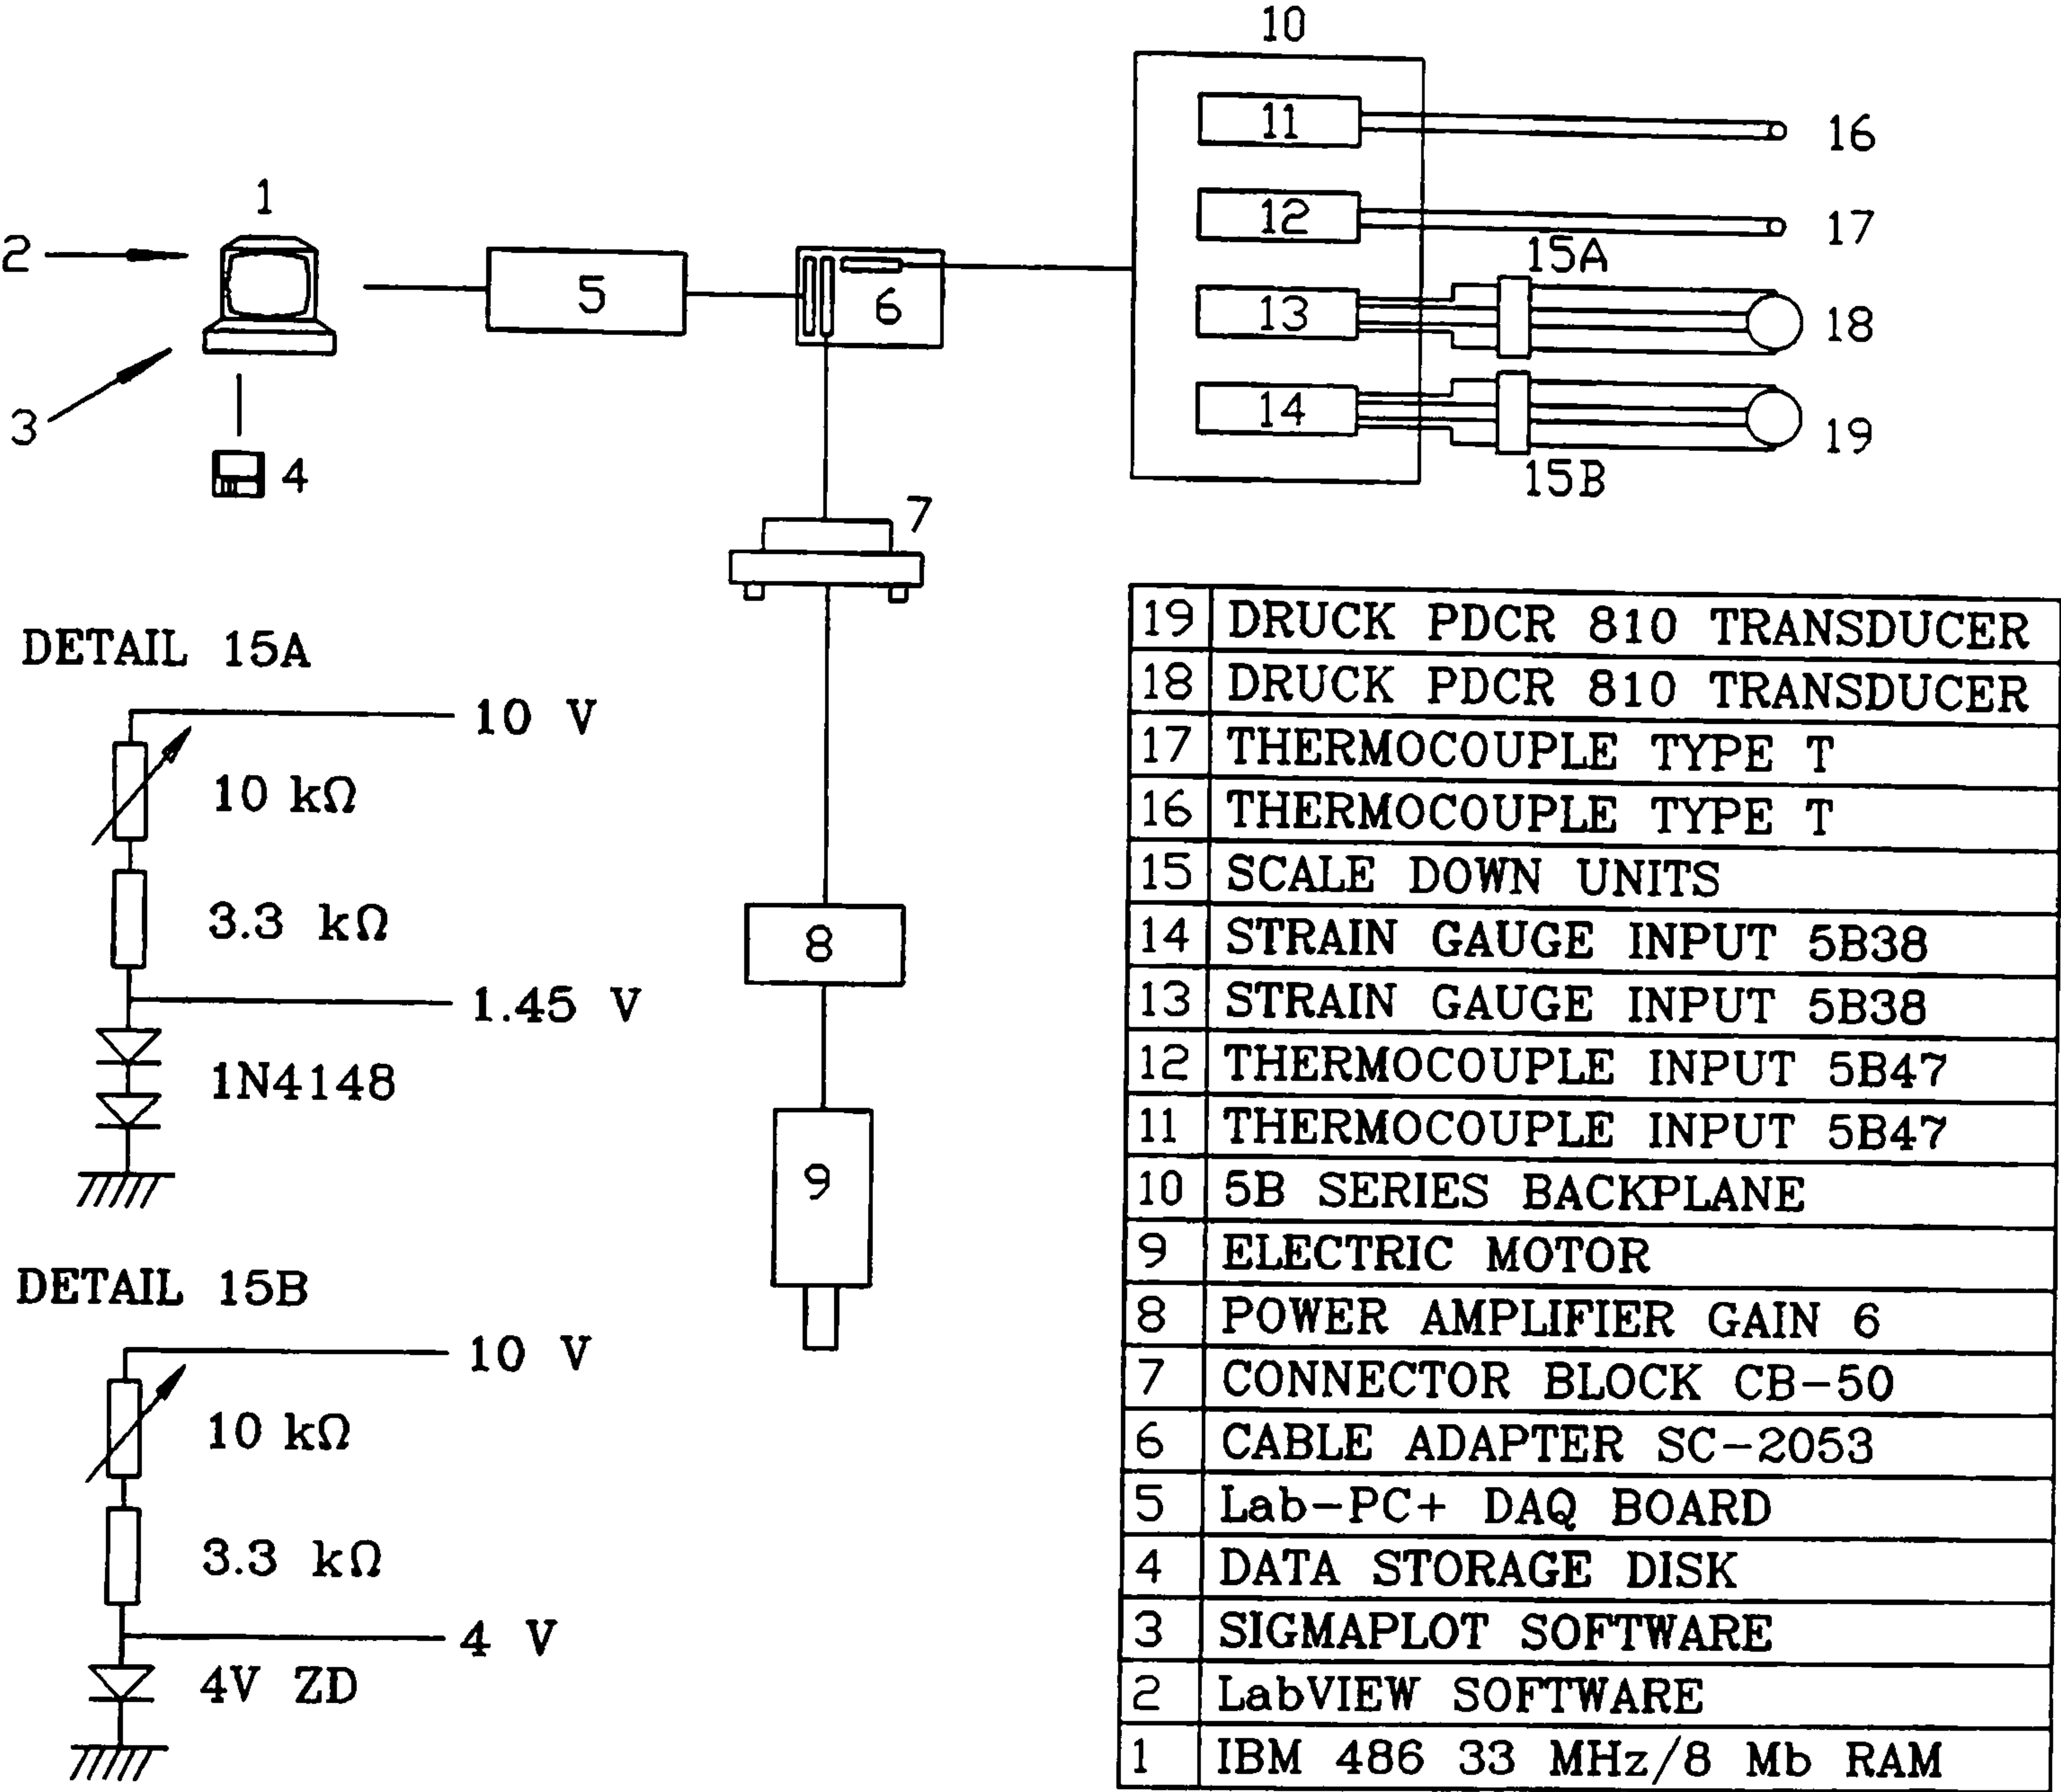 10
11
16
1
12
17
2
15A
5
6
13
18
3
14
19
4
15B
7
DETAIL 15A
10 V
10 kΩ
3.3 kΩ
1.45 V
1N4148
8
9
DETAIL 15B
10 V
10 kΩ
3.3 kΩ
4 V
4V ZD
19 DRUCK PDCR 810 TRANSDUCER
18 DRUCK PDCR 810 TRANSDUCER
17 THERMOCOUPLE TYPE T
16 THERMOCOUPLE TYPE T
15 SCALE DOWN UNITS
14 STRAIN GAUGE INPUT 5B38
13 STRAIN GAUGE INPUT 5B38
12 THERMOCOUPLE INPUT 5B47
11 THERMOCOUPLE INPUT 5B47
10 5B SERIES BACKPLANE
9 ELECTRIC MOTOR
8 POWER AMPLIFIER GAIN 6
7 CONNECTOR BLOCK CB-50
6 CABLE ADAPTER SC-2053
5 Lab-PC+ DAQ BOARD
4 DATA STORAGE DISK
3 SIGMAPLOT SOFTWARE
2 LabVIEW SOFTWARE
1 IBM 486 33 MHz/8 Mb RAM